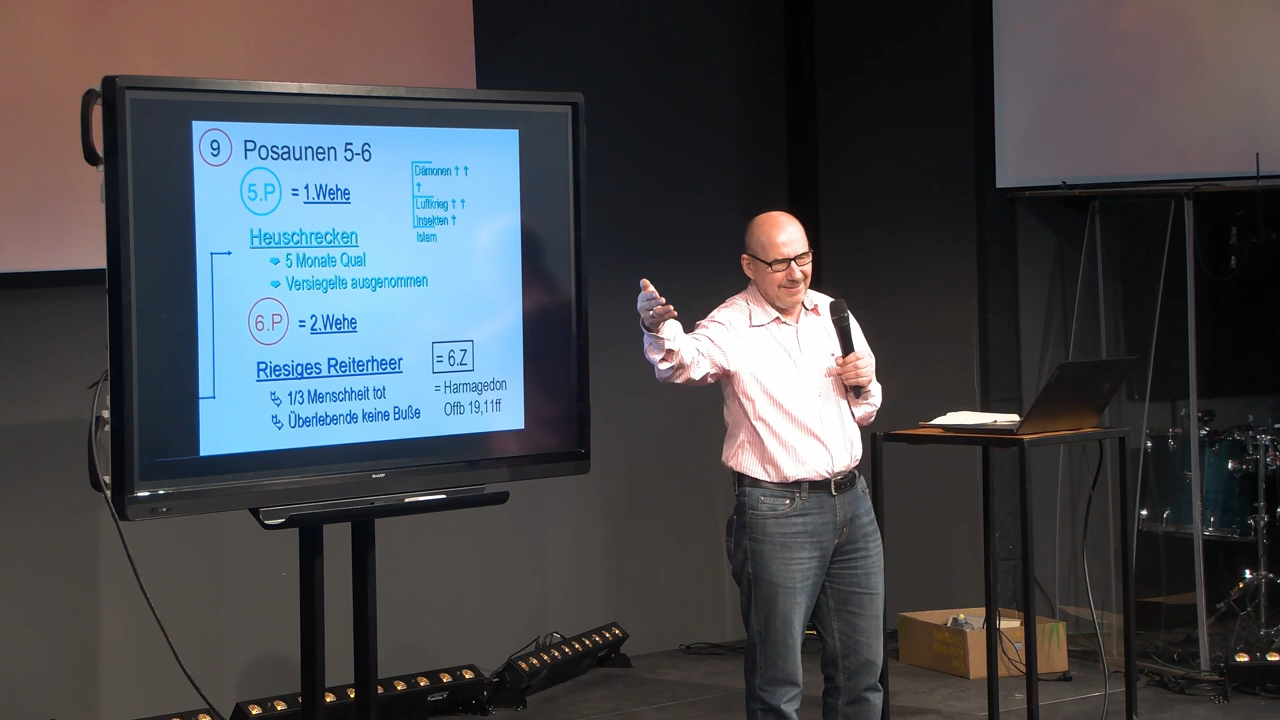 9 Posaunen 5-6
5.P = 1.Wehe
Dämonen ↑ ↑
↑
Luftkrieg ↑ ↑
Insekten ↑
Islam
Heuschrecken
5 Monate Qual
Versiegelte ausgenommen
6.P = 2.Wehe
Riesiges Reiterheer
1/3 Menschheit tot
Überlebende keine Buße
= 6.Z
= Harmagedon
Offb 19,11ff
SHARP